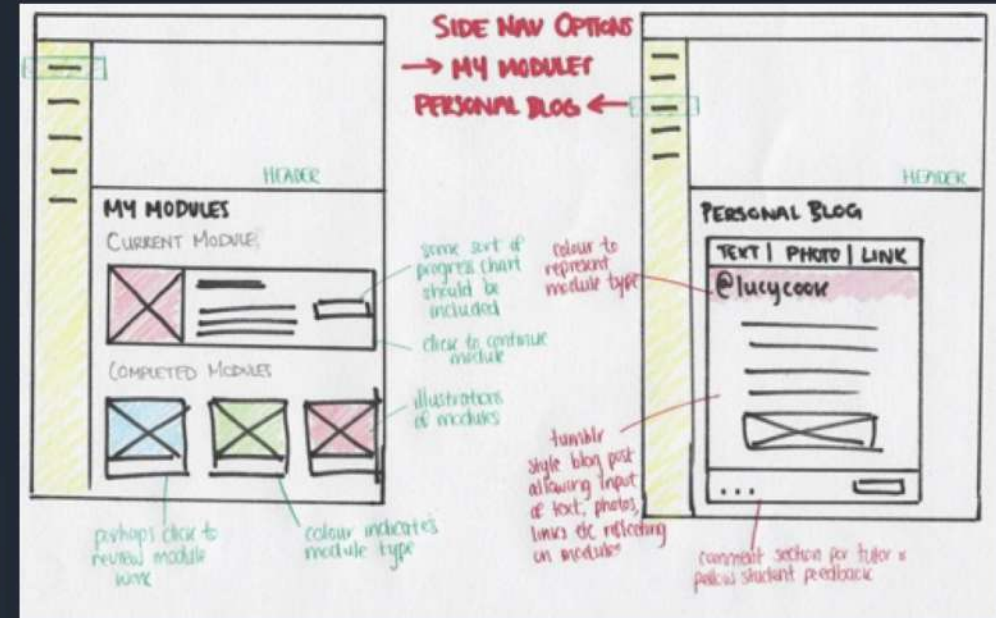 SIDE NAV OPTIONS
→ MY MODULES
PERSONAL BLOG ←
HEADER
MY MODULES
CURRENT MODULE
some sort of
progress chart
should be
included
click to continue
module
COMPLETED MODULES
illustrations
of modules
perhaps click to
review module
work
colour indicates
module type
HEADER
PERSONAL BLOG
TEXT | PHOTO | LINK
@lucycook
colour to
represent
module type
tumblr
style blog post
allowing input
of text, photos,
links etc reflecting
on modules
...
comment section for tutor &
fellow student feedback